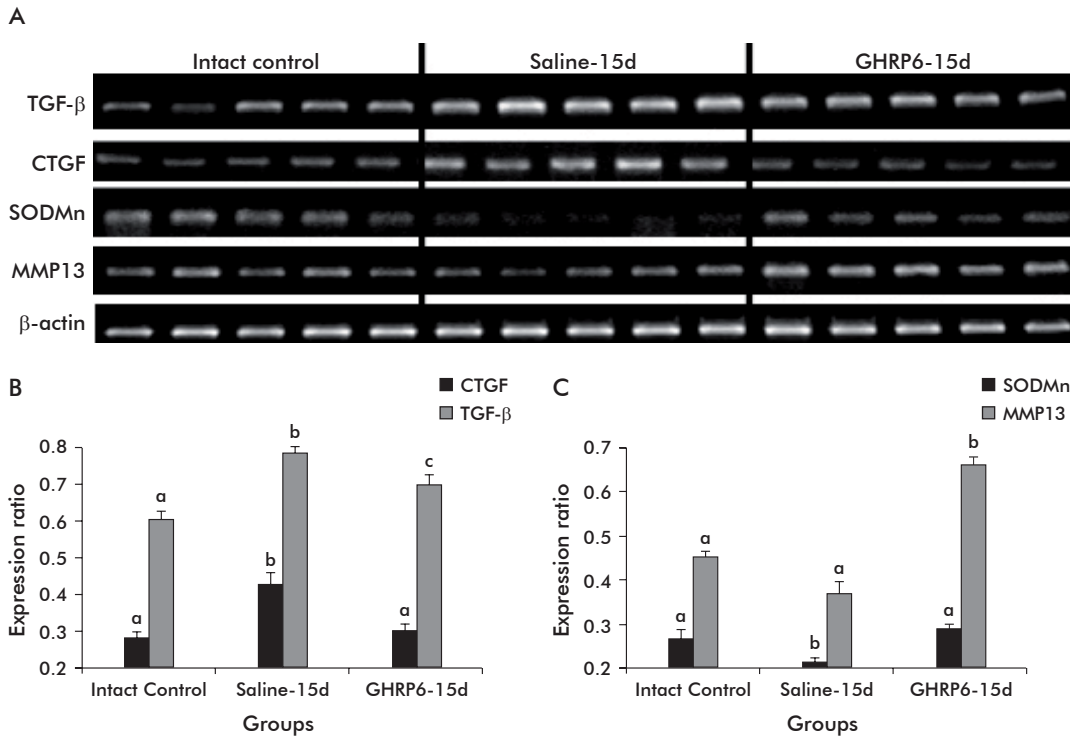 A
Intact control Saline-15d GHRP6-15d
TGF-β
CTGF
SODMn
MMP13
β-actin
B
CTGF
TGF-β
Expression ratio
0.8
0.7
0.6
0.5
0.4
0.3
0.2
a
a
b
b
a
c
Intact Control Saline-15d GHRP6-15d
Groups
C
SODMn
MMP13
Expression ratio
0.7
0.6
0.5
0.4
0.3
0.2
a
a
b
a
a
b
Intact Control Saline-15d GHRP6-15d
Groups